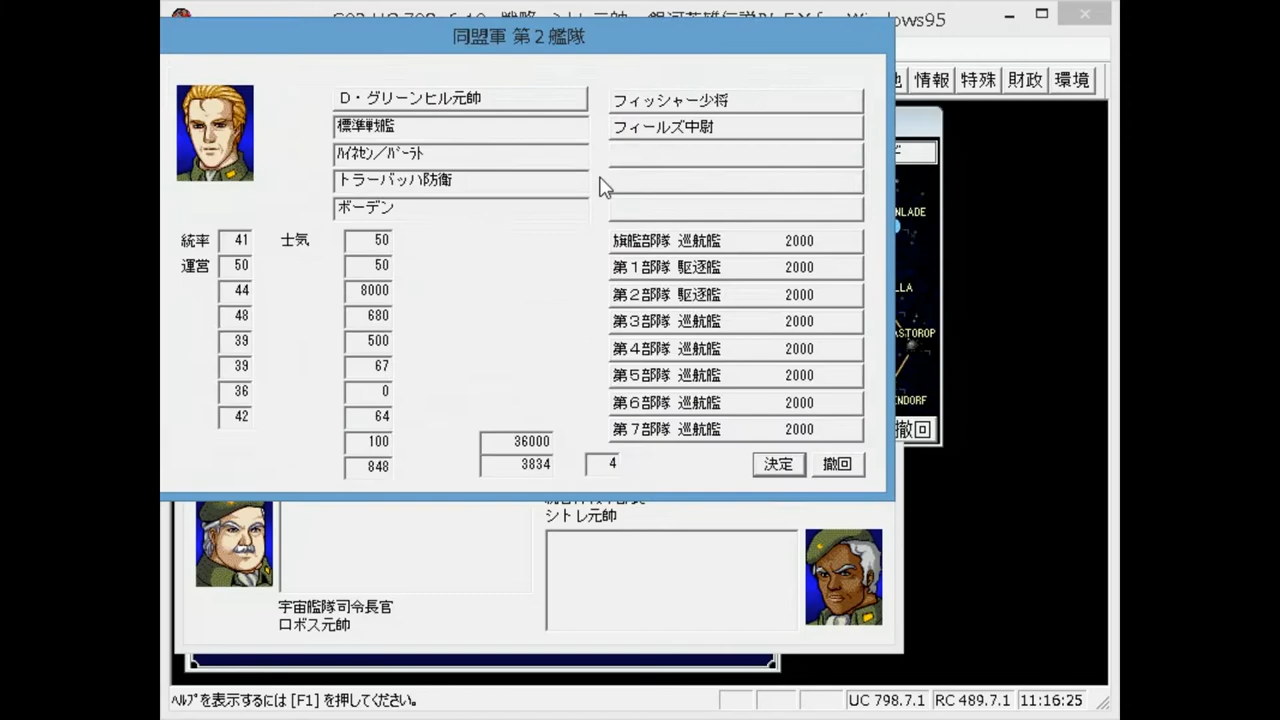 同盟軍 第２艦隊
情報 特殊 財政 環境
D・グリーンヒル元帥
フィッシャー少将
標準戦艦
フィールズ中尉
ﾊｲﾈｾﾝ／ﾊﾞｰﾗﾄ
トラーバッハ防衛
ボーデン
NLADE
統率 41 士気 50
旗艦部隊 巡航艦 2000
運営 50 50
第１部隊 駆逐艦 2000
44 8000
第２部隊 駆逐艦 2000
LLA
48 680
第３部隊 巡航艦 2000
ASTOROP
39 500
第４部隊 巡航艦 2000
39 67
第５部隊 巡航艦 2000
36 0
第６部隊 巡航艦 2000
NDORF
42 64
第７部隊 巡航艦 2000
撤回
100 36000
848 3834 4
決定 撤回
シトレ元帥
宇宙艦隊司令長官
ロボス元帥
ﾍﾙﾌﾟを表示するには [F1] を押してください。
UC 798.7.1 RC 489.7.1 11:16:25